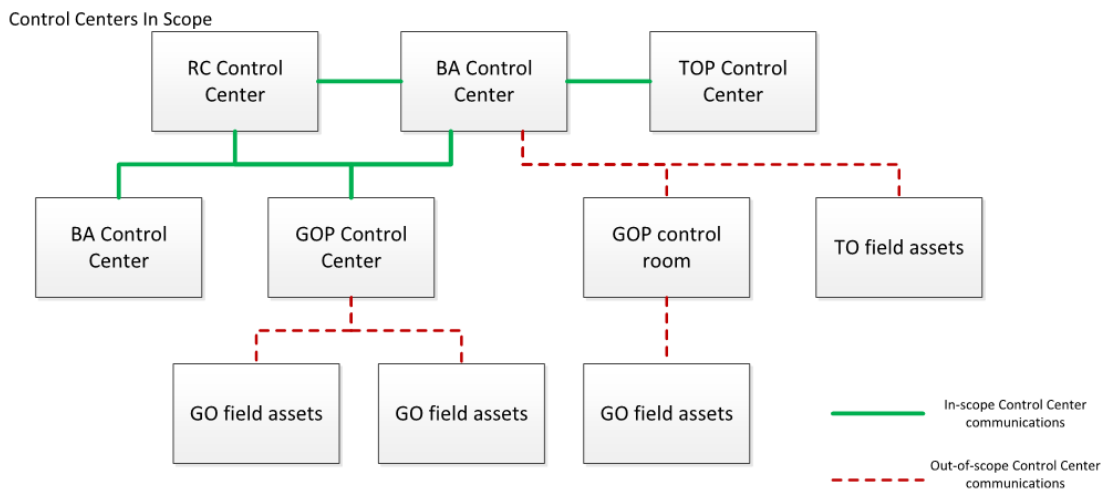 Control Centers In Scope
RC Control
Center
BA Control
Center
TOP Control
Center
BA Control
Center
GOP Control
Center
GOP control
room
TO field assets
GO field assets
GO field assets
GO field assets
In-scope Control Center
communications
Out-of-scope Control Center
communications